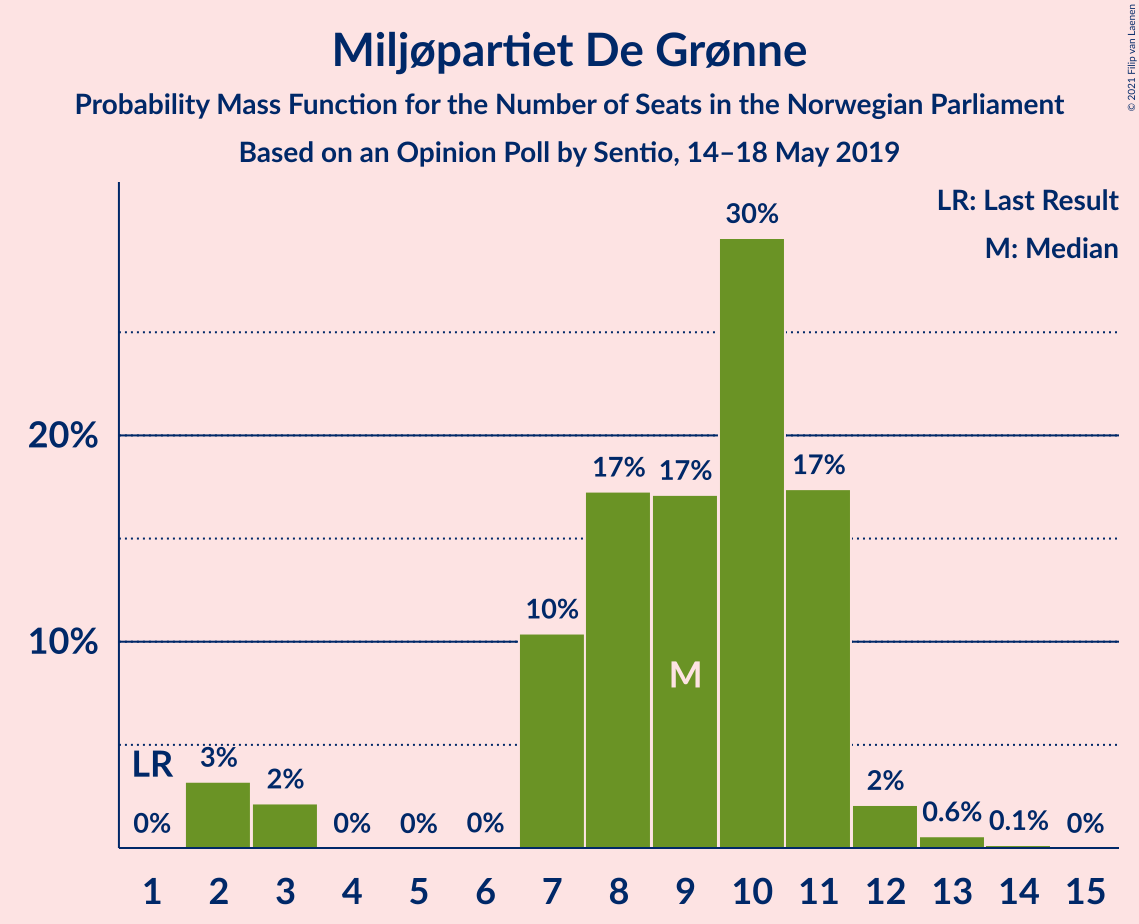 Miljøpartiet De Grønne
Probability Mass Function for the Number of Seats in the Norwegian Parliament
Based on an Opinion Poll by Sentio, 14–18 May 2019
© 2021 Filip van Laenen
LR: Last Result
M: Median
30%
20%
17% 17% 17%
10%
10%
M
LR 3% 2% 2%
0% 0% 0% 0% 0.6% 0.1% 0%
1 2 3 4 5 6 7 8 9 10 11 12 13 14 15